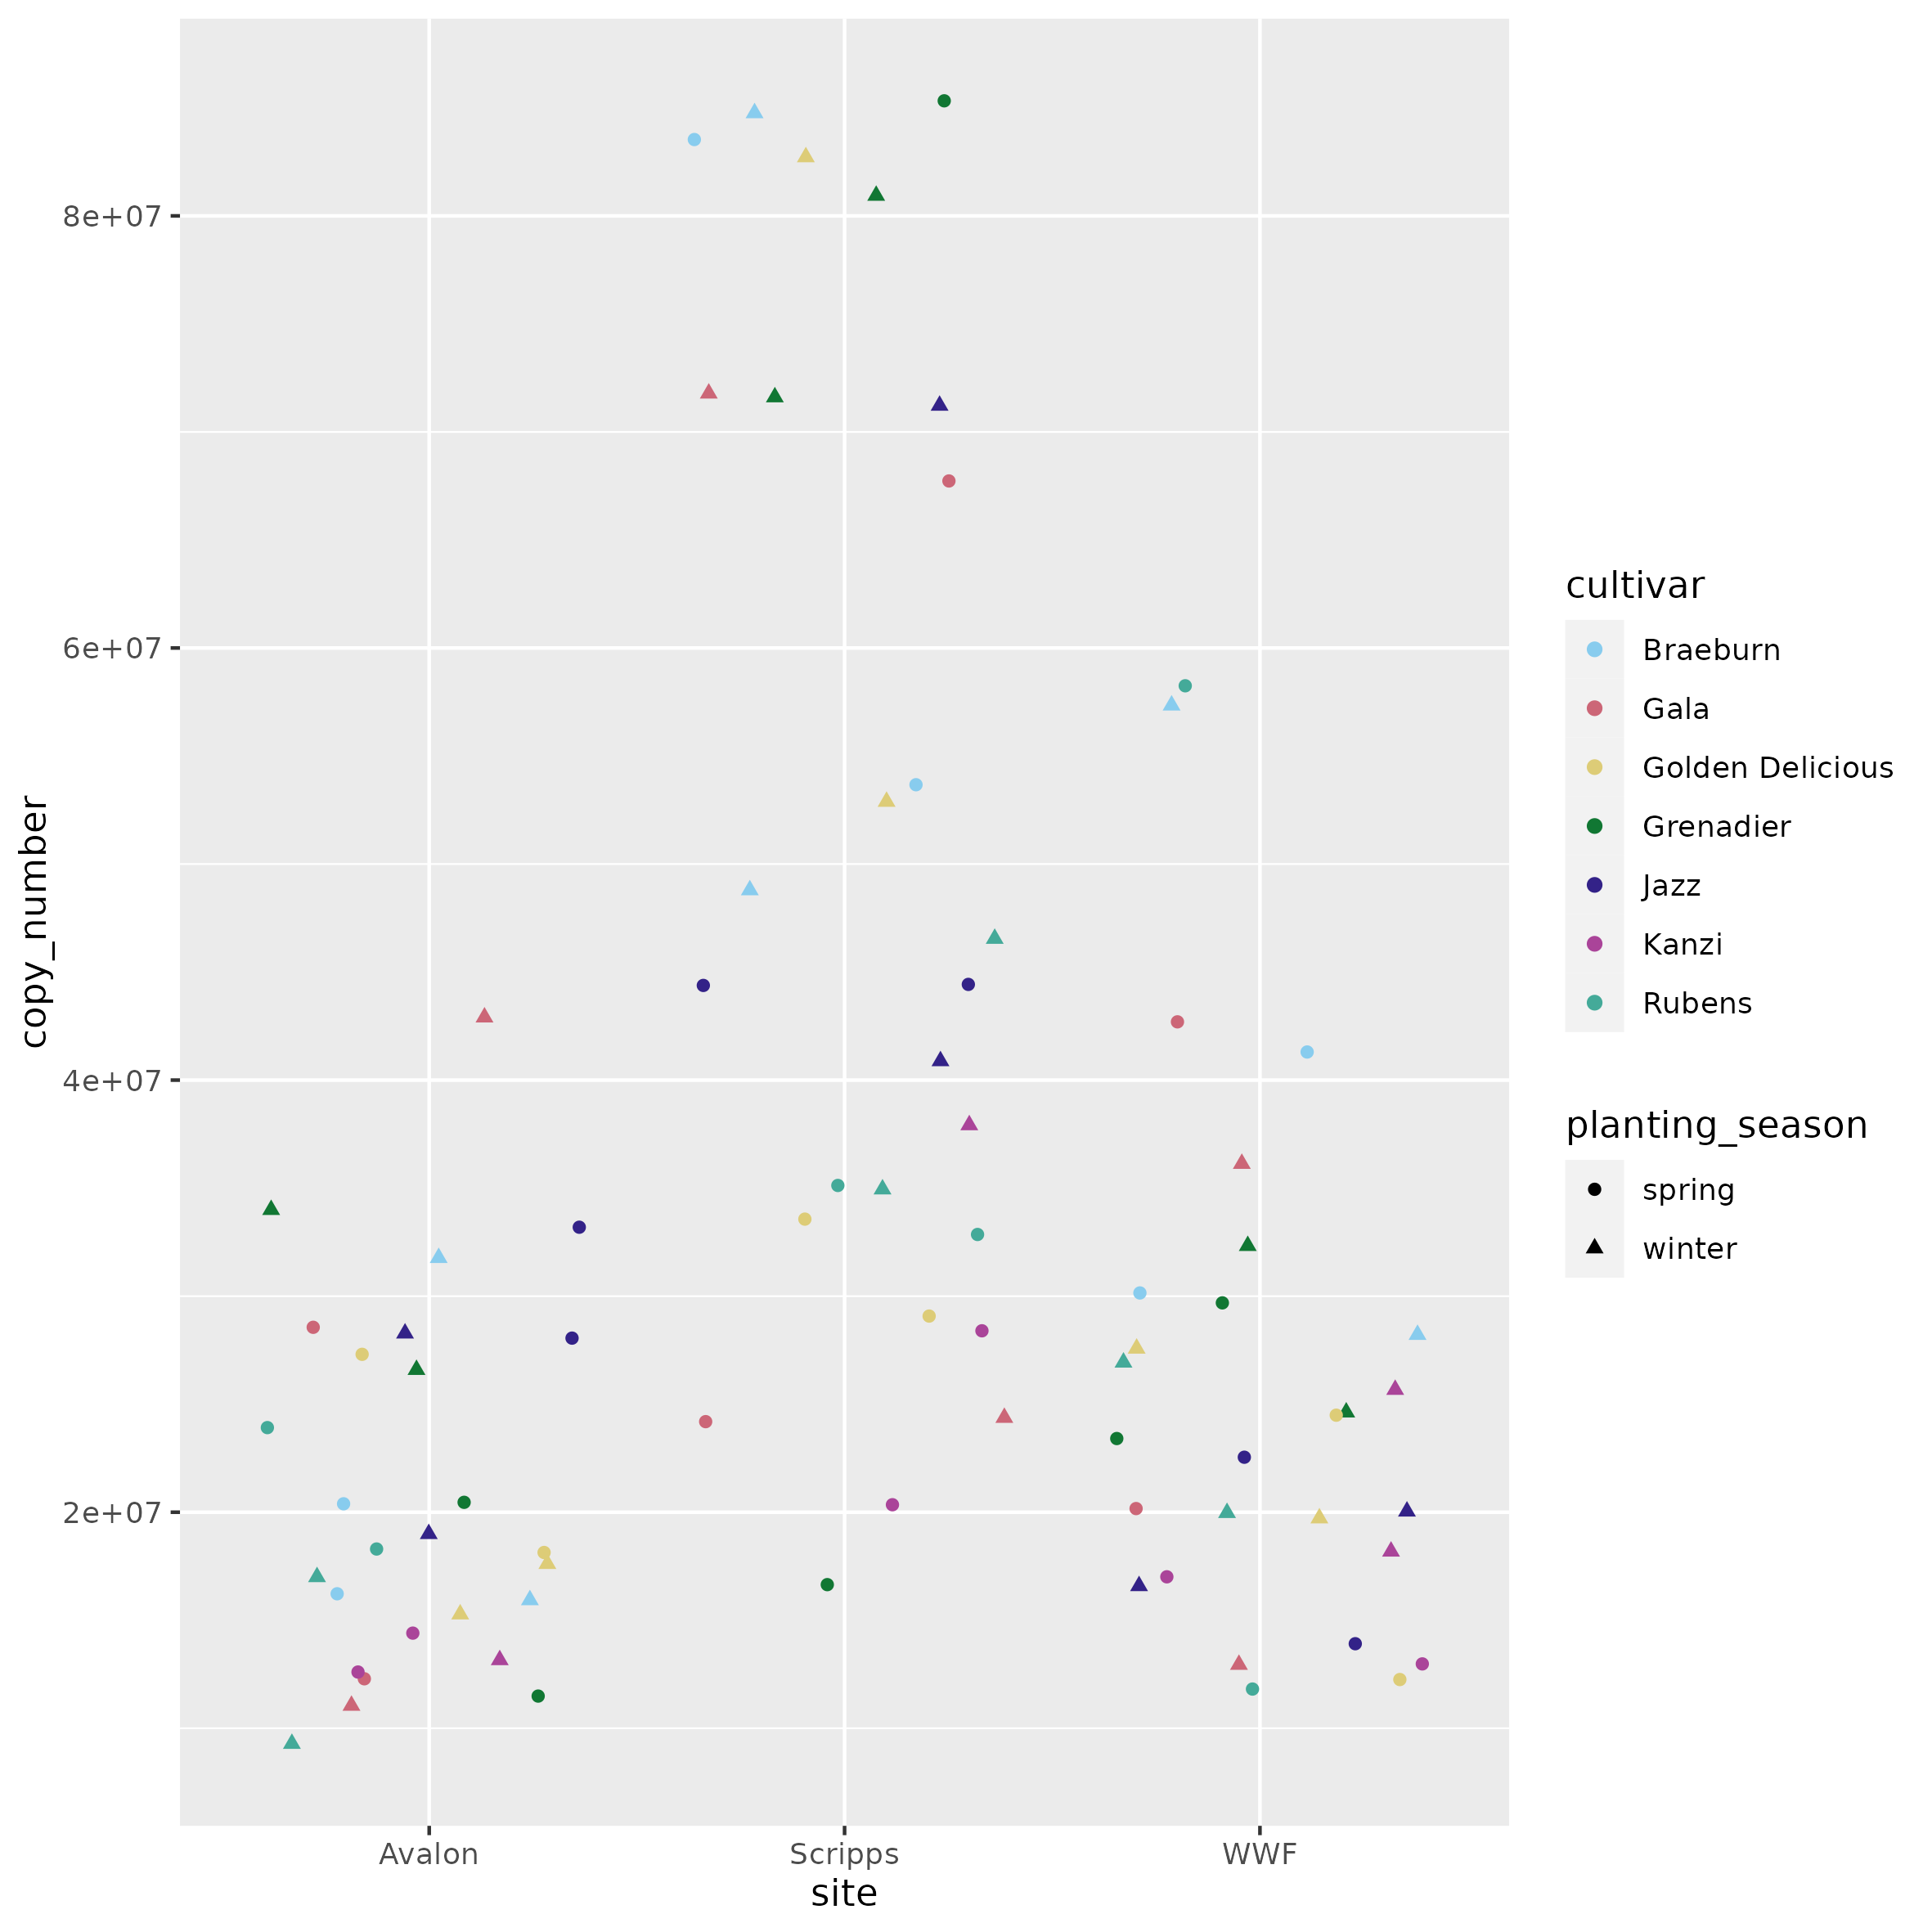 copy_number
8e+07
6e+07
4e+07
2e+07
Avalon
Scripps
WWF
site
cultivar
Braeburn
Gala
Golden Delicious
Grenadier
Jazz
Kanzi
Rubens
planting_season
spring
winter